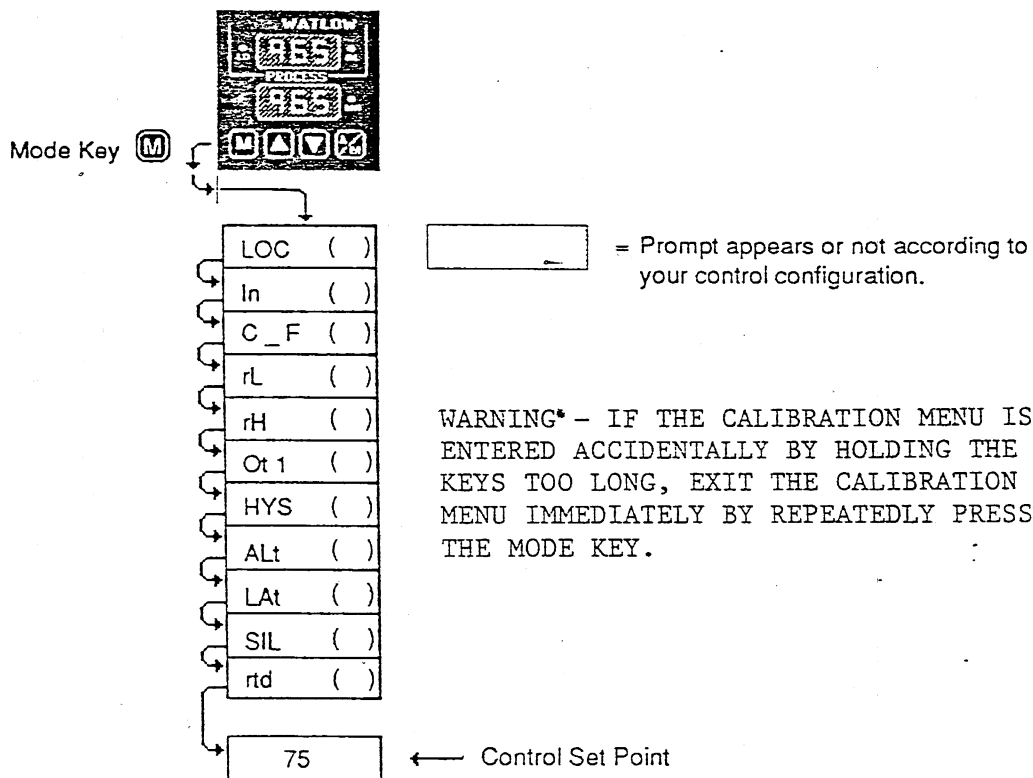 WATLOW
965
PROCESS
965
Mode Key M
M
LOC ( )
In ( )
C_F ( )
rL ( )
rH ( )
Ot 1 ( )
HYS ( )
ALt ( )
LAt ( )
SIL ( )
rtd ( )
75
= Prompt appears or not according to
your control configuration.
WARNING - IF THE CALIBRATION MENU IS
ENTERED ACCIDENTALLY BY HOLDING THE
KEYS TOO LONG, EXIT THE CALIBRATION
MENU IMMEDIATELY BY REPEATEDLY PRESS
THE MODE KEY.
Control Set Point